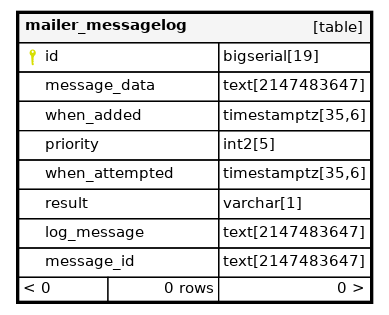 mailer_messagelog [table]
id bigserial[19]
message_data text[2147483647]
when_added timestamptz[35,6]
priority int2[5]
when_attempted timestamptz[35,6]
result varchar[1]
log_message text[2147483647]
message_id text[2147483647]
< 0 0 rows 0 >